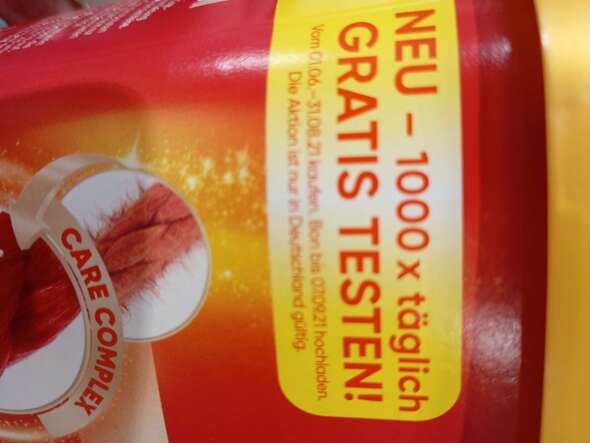 NEU – 1000 x täglich
GRATIS TESTEN!
Vom 01.06.–31.08.21 kaufen. Bon bis 07.09.21 hochladen.
Die Aktion ist nur in Deutschland gültig.
CARE COMPLEX